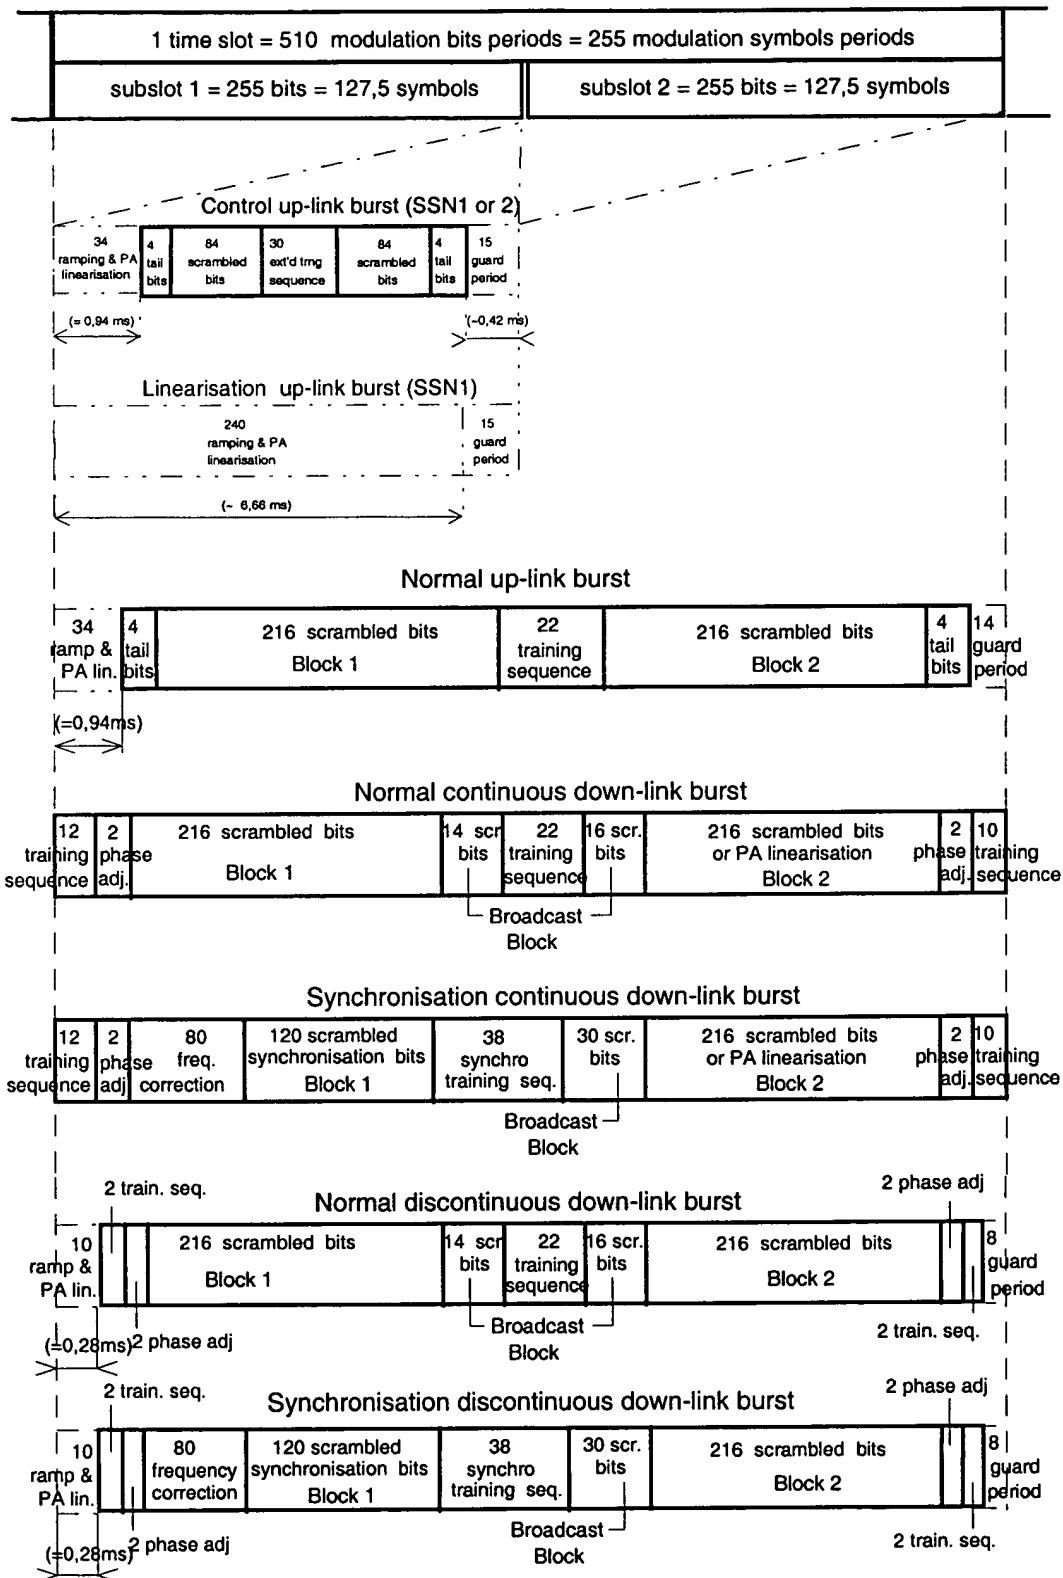 1 time slot = 510 modulation bits periods = 255 modulation symbols periods
subslot 1 = 255 bits = 127,5 symbols
subslot 2 = 255 bits = 127,5 symbols
Control up-link burst (SSN1 or 2)
34
ramping & PA
linearisation
4
tail
bits
84
scrambled
bits
30
ext'd trng
sequence
84
scrambled
bits
4
tail
bits
15
guard
period
(= 0,94 ms)
(~0,42 ms)
Linearisation up-link burst (SSN1)
240
ramping & PA
linearisation
15
guard
period
(~ 6,66 ms)
Normal up-link burst
34
ramp &
PA lin.
4
tail
bits
216 scrambled bits
Block 1
22
training
sequence
216 scrambled bits
Block 2
4
tail
bits
14
guard
period
(=0,94ms)
Normal continuous down-link burst
12
training
sequence
2
phase
adj.
216 scrambled bits
Block 1
14 scr
bits
22
training
sequence
16 scr.
bits
216 scrambled bits
or PA linearisation
Block 2
2
phase
adj.
10
training
sequence
Broadcast
Block
Synchronisation continuous down-link burst
12
training
sequence
2
phase
adj.
80
freq.
correction
120 scrambled
synchronisation bits
Block 1
38
synchro
training seq.
30 scr.
bits
216 scrambled bits
or PA linearisation
Block 2
2
phase
adj.
10
training
sequence
Broadcast
Block
2 train. seq.
Normal discontinuous down-link burst
2 phase adj
10
ramp &
PA lin.
216 scrambled bits
Block 1
14 scr
bits
22
training
sequence
16 scr.
bits
216 scrambled bits
Block 2
8
guard
period
(=0,28ms)
2 phase adj
Broadcast
Block
2 train. seq.
2 train. seq.
Synchronisation discontinuous down-link burst
2 phase adj
10
ramp &
PA lin.
80
frequency
correction
120 scrambled
synchronisation bits
Block 1
38
synchro
training seq.
30 scr.
bits
216 scrambled bits
Block 2
8
guard
period
(=0,28ms)
2 phase adj
Broadcast
Block
2 train. seq.